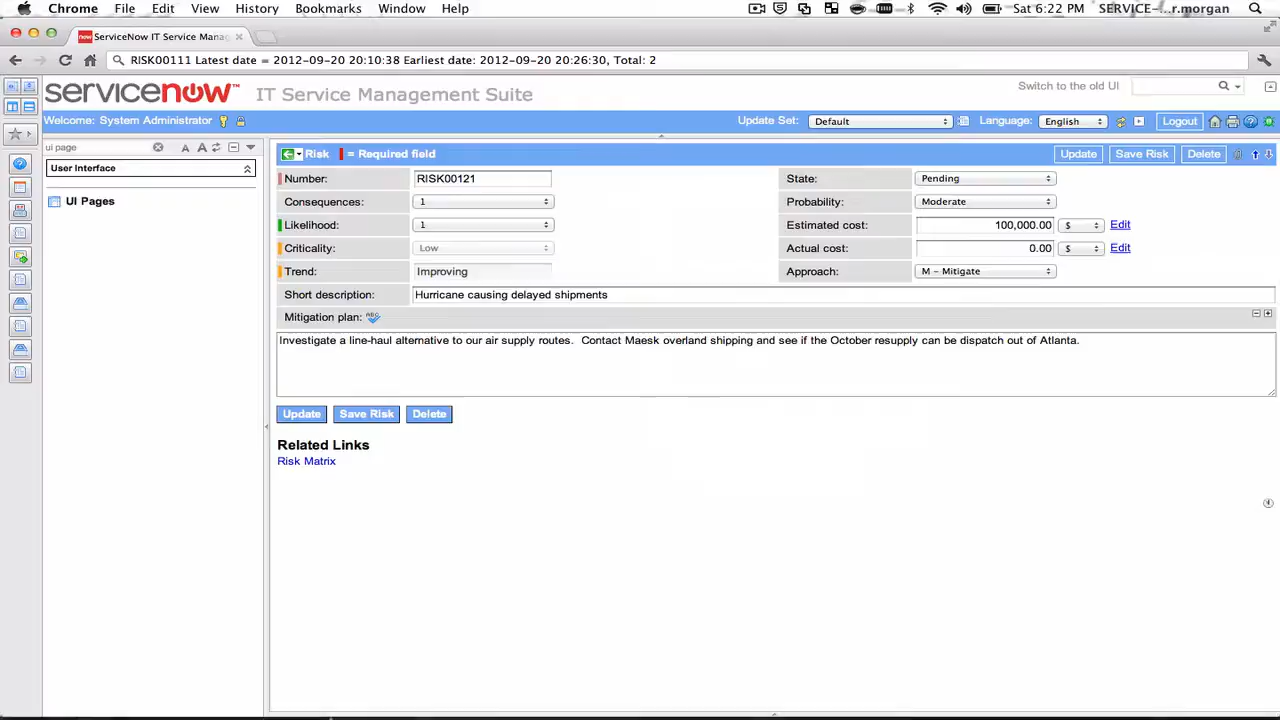 Chrome File Edit View History Bookmarks Window Help Sat 6:22 PM SERVICE-...r.morgan
now ServiceNow IT Service Mana
RISK00111 Latest date = 2012-09-20 20:10:38 Earliest date: 2012-09-20 20:26:30, Total: 2
servicenow™ IT Service Management Suite Switch to the old UI
Welcome: System Administrator Update Set: Default Language: English Logout
ui page A A Risk = Required field Update Save Risk Delete
User Interface
UI Pages
Number: RISK00121 State: Pending
Consequences: 1 Probability: Moderate
Likelihood: 1 Estimated cost: 100,000.00 $ Edit
Criticality: Low Actual cost: 0.00 $ Edit
Trend: Improving Approach: M - Mitigate
Short description: Hurricane causing delayed shipments
Mitigation plan: ABC
Investigate a line-haul alternative to our air supply routes. Contact Maesk overland shipping and see if the October resupply can be dispatch out of Atlanta.
Update Save Risk Delete
Related Links
Risk Matrix